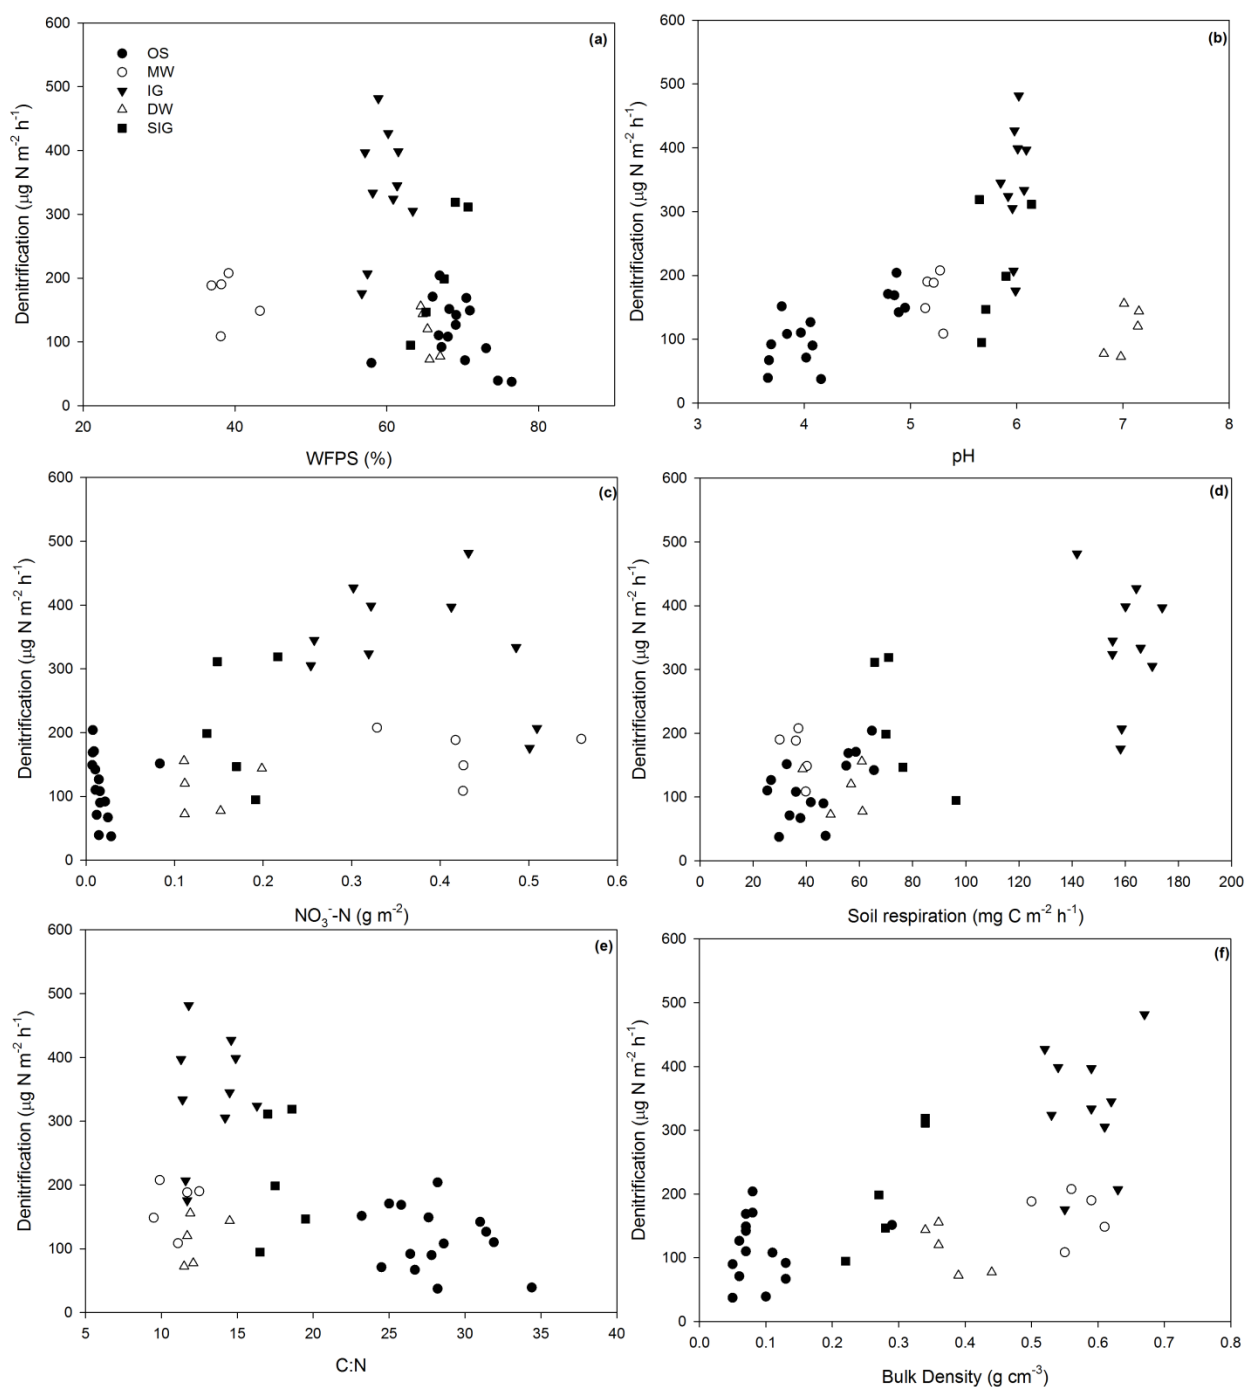 (a)
OS
MW
IG
DW
SIG
Denitrification (µg N m⁻² h⁻¹)
600
500
400
300
200
100
0
20 40 60 80
WFPS (%)
(b)
Denitrification (µg N m⁻² h⁻¹)
600
500
400
300
200
100
0
3 4 5 6 7 8
pH
(c)
Denitrification (µg N m⁻² h⁻¹)
600
500
400
300
200
100
0
0.0 0.1 0.2 0.3 0.4 0.5 0.6
NO₃⁻-N (g m⁻²)
(d)
Denitrification (µg N m⁻² h⁻¹)
600
500
400
300
200
100
0
0 20 40 60 80 100 120 140 160 180 200
Soil respiration (mg C m⁻² h⁻¹)
(e)
Denitrification (µg N m⁻² h⁻¹)
600
500
400
300
200
100
0
5 10 15 20 25 30 35 40
C:N
(f)
Denitrification (µg N m⁻² h⁻¹)
600
500
400
300
200
100
0
0.0 0.1 0.2 0.3 0.4 0.5 0.6 0.7 0.8
Bulk Density (g cm⁻³)